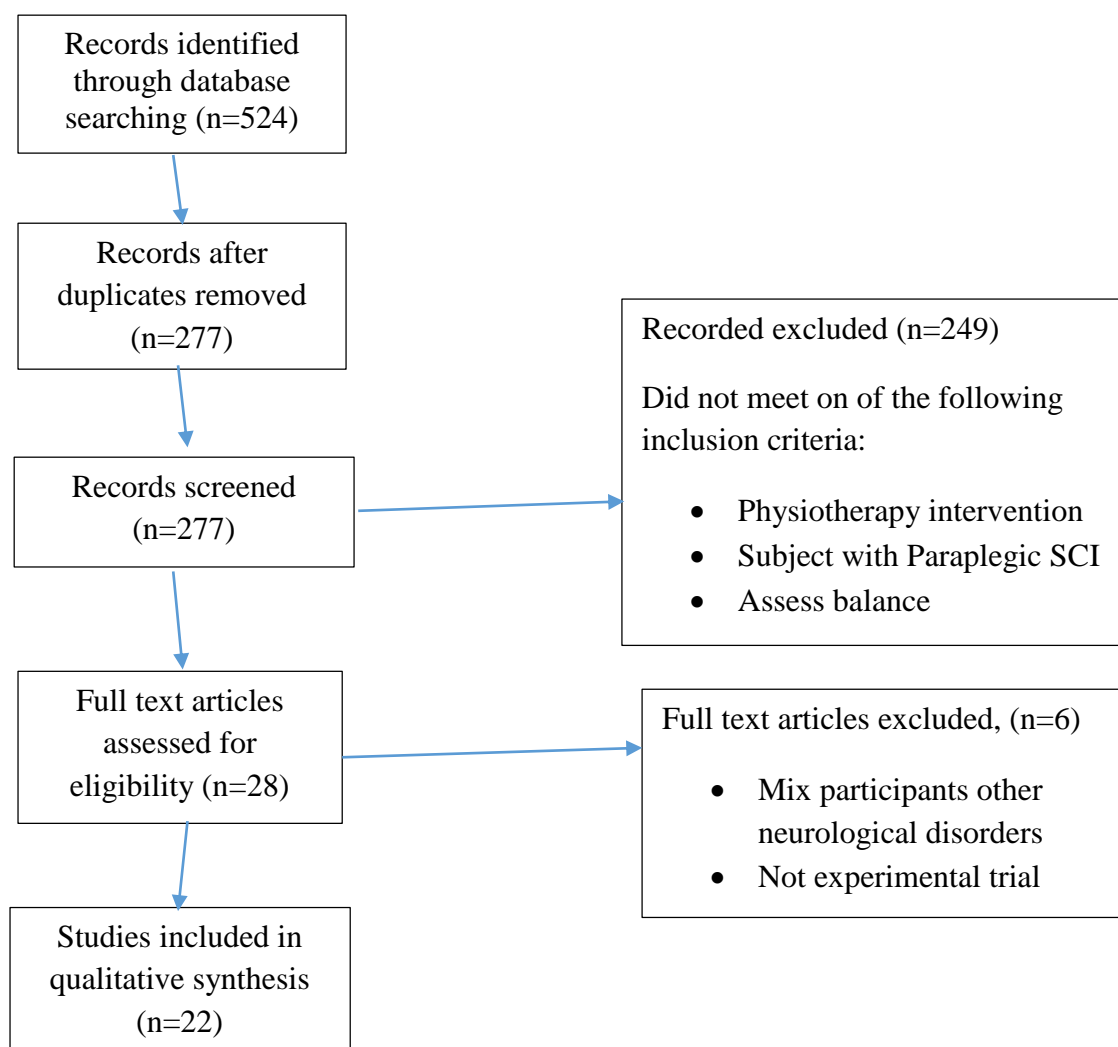 Records identified
through database
searching (n=524)
Records after
duplicates removed
(n=277)
Records screened
(n=277)
Recorded excluded (n=249)
Did not meet on of the following
inclusion criteria:
• Physiotherapy intervention
• Subject with Paraplegic SCI
• Assess balance
Full text articles
assessed for
eligibility (n=28)
Full text articles excluded, (n=6)
• Mix participants other
neurological disorders
• Not experimental trial
Studies included in
qualitative synthesis
(n=22)